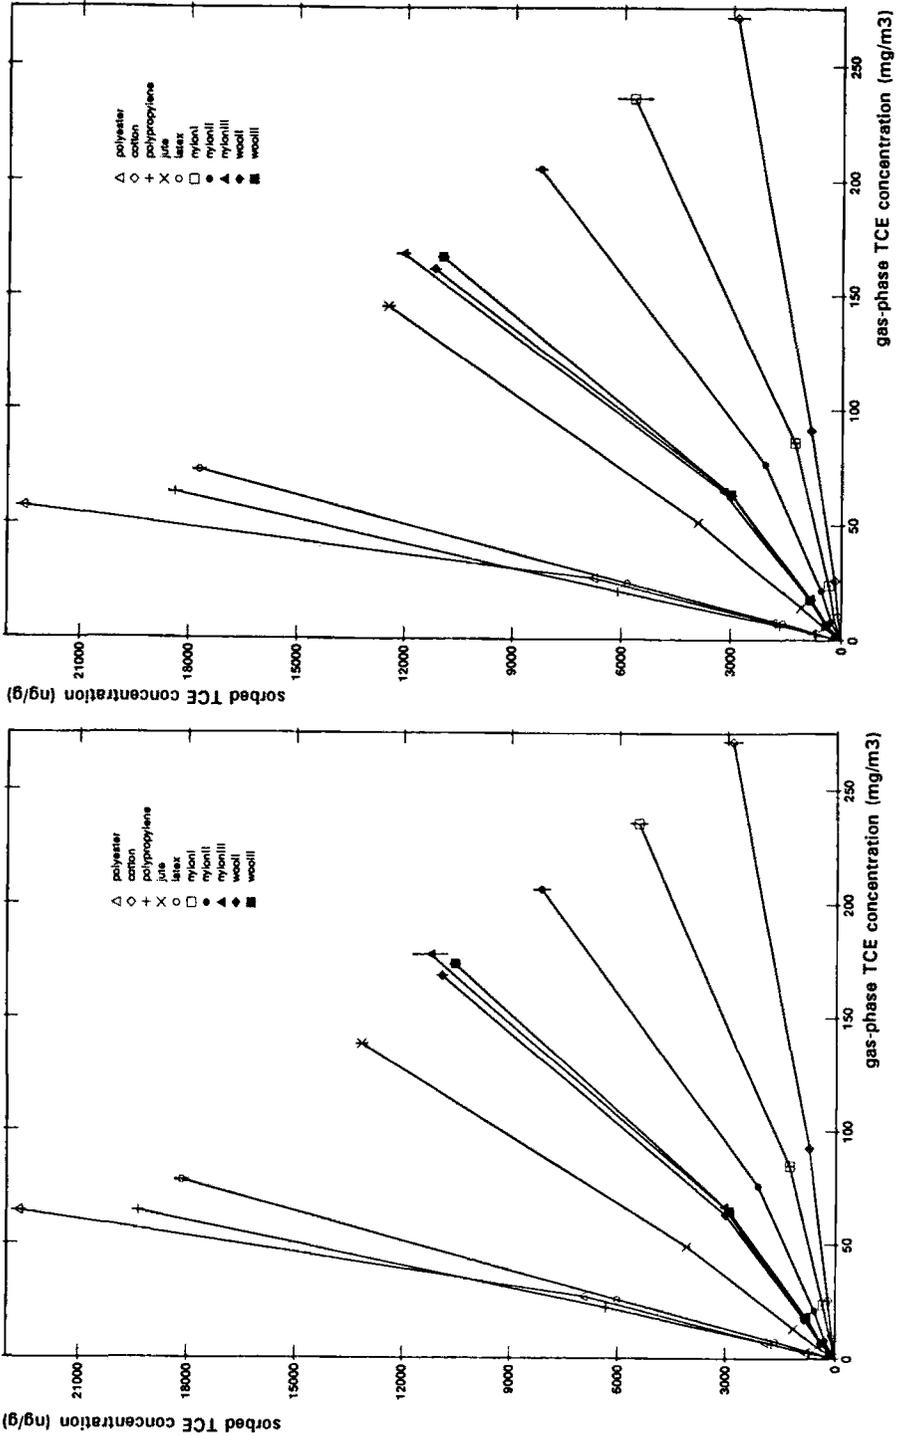 sorbed TCE concentration (ng/g)
21000
18000
15000
12000
9000
6000
3000
0
polyester
cotton
polypropylene
jute
latex
nylonI
nylonII
nylonIII
woolI
woolII
0
50
100
150
200
250
gas-phase TCE concentration (mg/m3)
sorbed TCE concentration (ng/g)
21000
18000
15000
12000
9000
6000
3000
0
polyester
cotton
polypropylene
jute
latex
nylonI
nylonII
nylonIII
woolI
woolII
0
50
100
150
200
250
gas-phase TCE concentration (mg/m3)